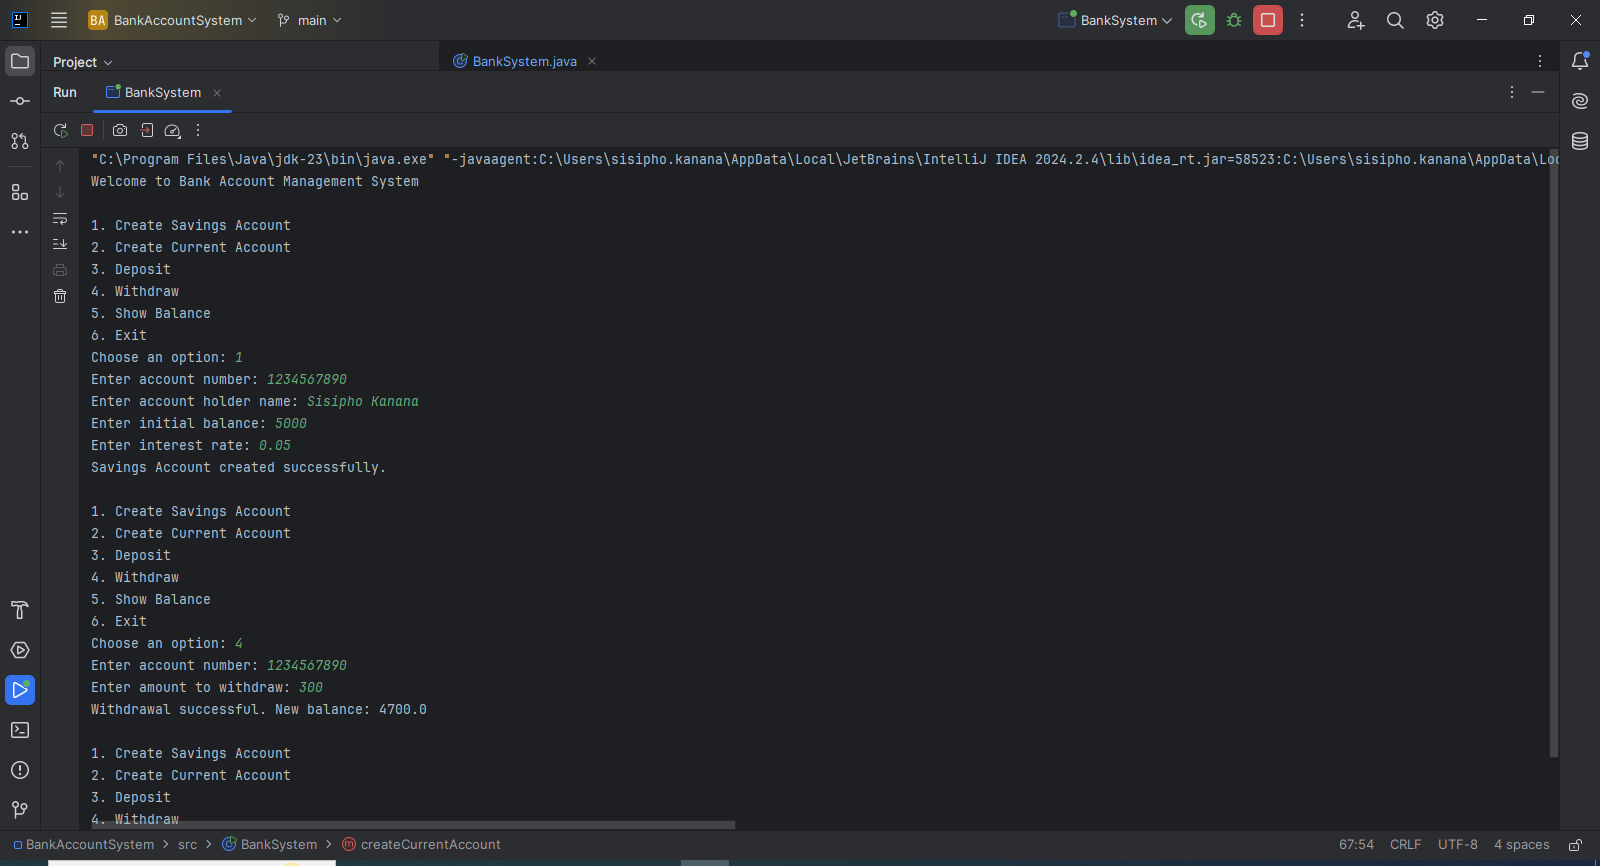 BA BankAccountSystem main BankSystem
Project BankSystem.java
Run BankSystem
"C:\Program Files\Java\jdk-23\bin\java.exe" "-javaagent:C:\Users\sisipho.kanana\AppData\Local\JetBrains\IntelliJ IDEA 2024.2.4\lib\idea_rt.jar=58523:C:\Users\sisipho.kanana\AppData\Loc
Welcome to Bank Account Management System
1. Create Savings Account
2. Create Current Account
3. Deposit
4. Withdraw
5. Show Balance
6. Exit
Choose an option: 1
Enter account number: 1234567890
Enter account holder name: Sisipho Kanana
Enter initial balance: 5000
Enter interest rate: 0.05
Savings Account created successfully.
1. Create Savings Account
2. Create Current Account
3. Deposit
4. Withdraw
5. Show Balance
6. Exit
Choose an option: 4
Enter account number: 1234567890
Enter amount to withdraw: 300
Withdrawal successful. New balance: 4700.0
1. Create Savings Account
2. Create Current Account
3. Deposit
4. Withdraw
BankAccountSystem > src > BankSystem > createCurrentAccount 67:54 CRLF UTF-8 4 spaces